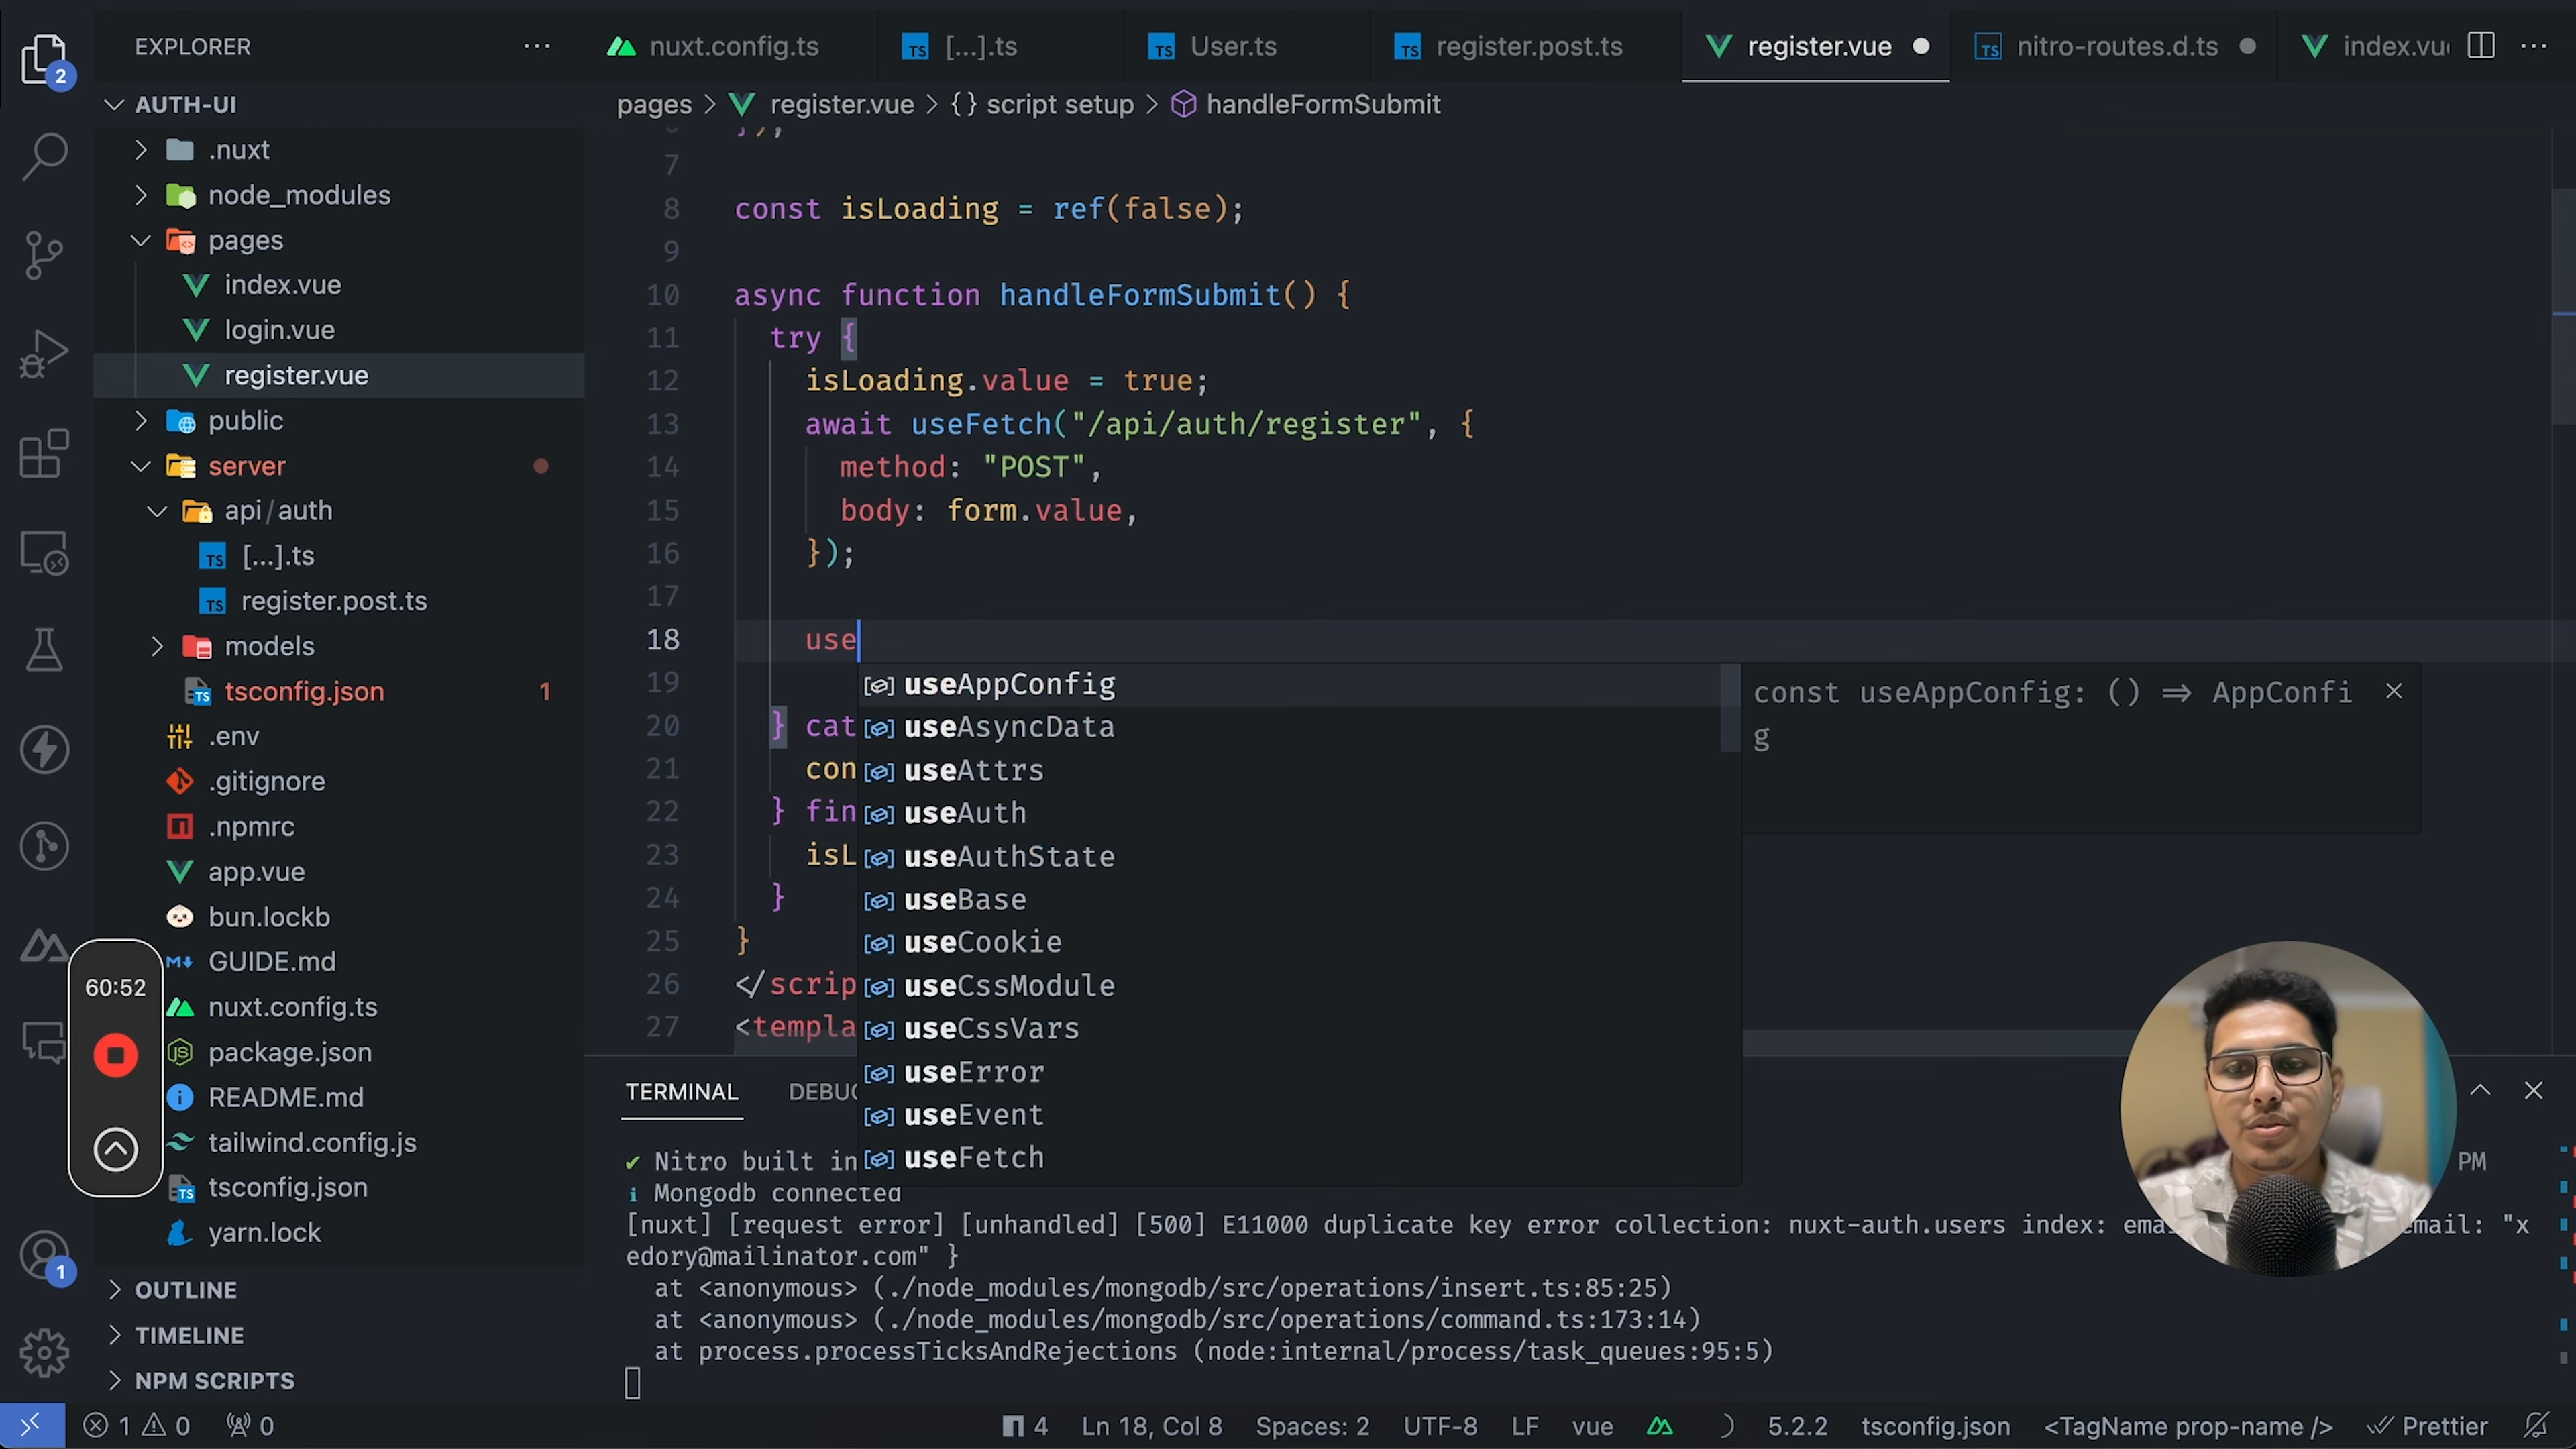 EXPLORER
nuxt.config.ts
[...].ts
User.ts
register.post.ts
register.vue
nitro-routes.d.ts
index.vu
2
AUTH-UI
pages > register.vue > {} script setup > handleFormSubmit
.nuxt
node_modules
pages
index.vue
login.vue
register.vue
public
server
api/auth
[...].ts
register.post.ts
models
tsconfig.json 1
.env
.gitignore
.npmrc
app.vue
bun.lockb
GUIDE.md
nuxt.config.ts
package.json
README.md
tailwind.config.js
tsconfig.json
yarn.lock
OUTLINE
TIMELINE
NPM SCRIPTS
60:52
1
7
8 const isLoading = ref(false);
9
10 async function handleFormSubmit() {
11 try {
12 isLoading.value = true;
13 await useFetch("/api/auth/register", {
14 method: "POST",
15 body: form.value,
16 });
17
18 use
19
20 } cat
21 con
22 } fin
23 isL
24 }
25 }
26 </scrip
27 <templa
useAppConfig
useAsyncData
useAttrs
useAuth
useAuthState
useBase
useCookie
useCssModule
useCssVars
useError
useEvent
useFetch
const useAppConfig: () => AppConfi
g
TERMINAL
DEBU
✔ Nitro built in
PM
i Mongodb connected
[nuxt] [request error] [unhandled] [500] E11000 duplicate key error collection: nuxt-auth.users index: ema
email: "x
edory@mailinator.com" }
at <anonymous> (./node_modules/mongodb/src/operations/insert.ts:85:25)
at <anonymous> (./node_modules/mongodb/src/operations/command.ts:173:14)
at process.processTicksAndRejections (node:internal/process/task_queues:95:5)
1 0 0
4
Ln 18, Col 8
Spaces: 2
UTF-8
LF
vue
5.2.2
tsconfig.json
<TagName prop-name />
Prettier